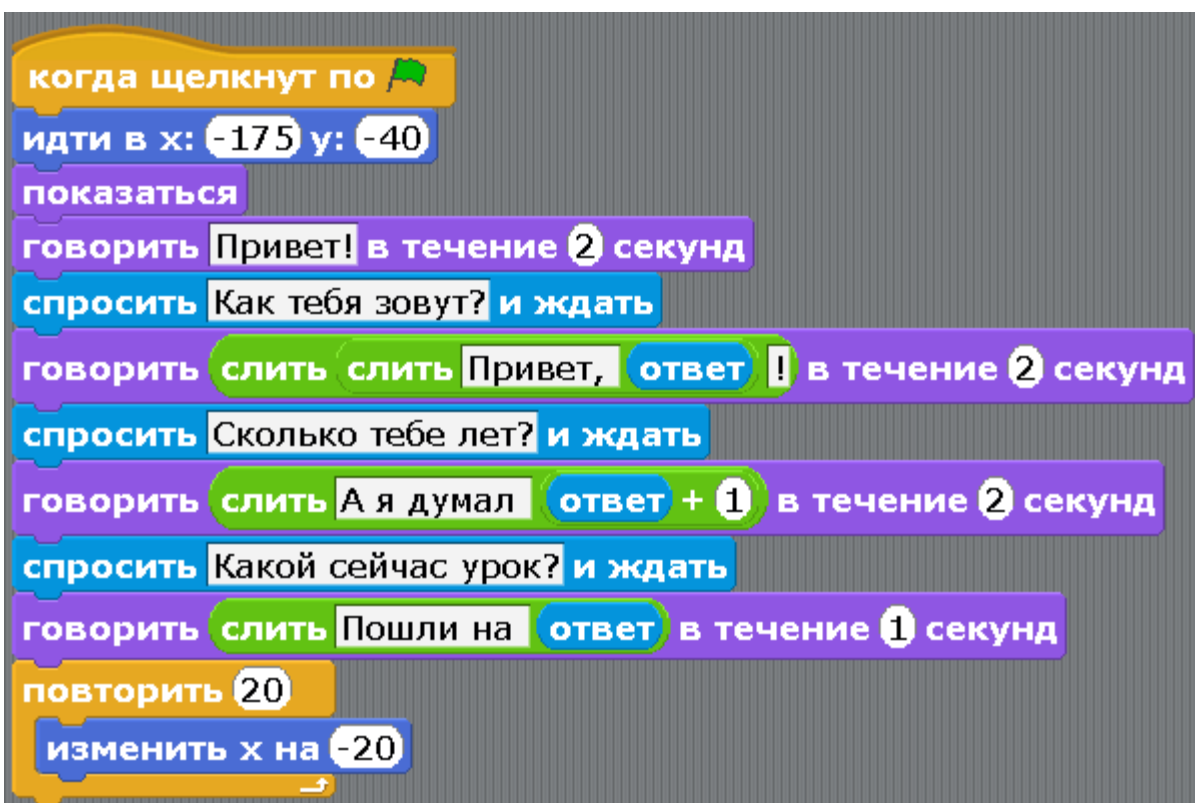 когда щелкнут по
идти в x: -175 y: -40
показаться
говорить Привет! в течение 2 секунд
спросить Как тебя зовут? и ждать
говорить слить слить Привет, ответ ! в течение 2 секунд
спросить Сколько тебе лет? и ждать
говорить слить А я думал ответ + 1 в течение 2 секунд
спросить Какой сейчас урок? и ждать
говорить слить Пошли на ответ в течение 1 секунд
повторить 20
изменить x на -20